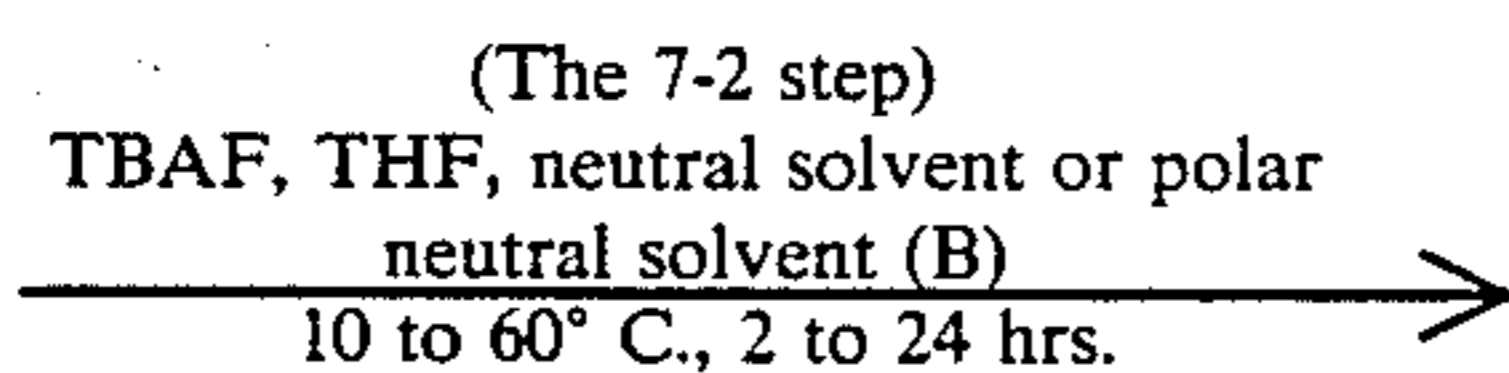 (The 7-2 step)
TBAF, THF, neutral solvent or polar
neutral solvent (B)
10 to 60° C., 2 to 24 hrs.